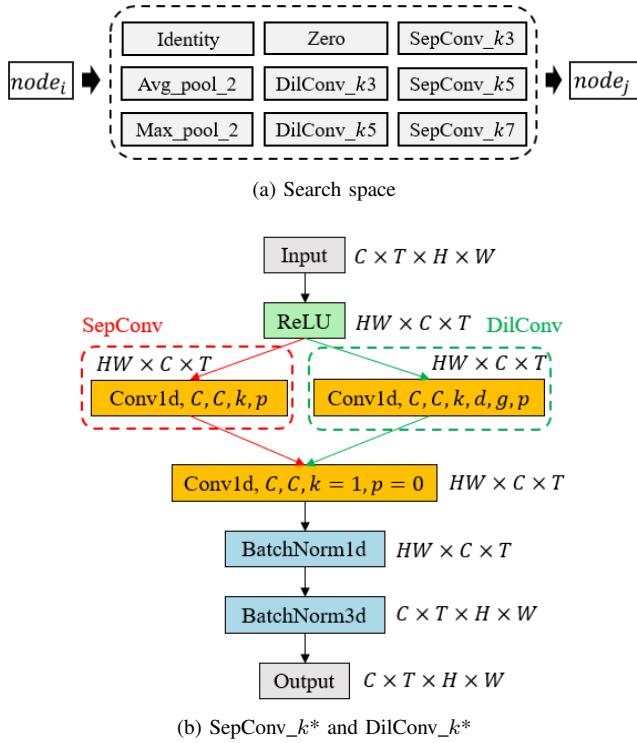 Identity Zero SepConv_k3
node_i Avg_pool_2 DilConv_k3 SepConv_k5 node_j
Max_pool_2 DilConv_k5 SepConv_k7
(a) Search space
Input C × T × H × W
SepConv ReLU HW × C × T DilConv
HW × C × T HW × C × T
Conv1d, C, C, k, p Conv1d, C, C, k, d, g, p
Conv1d, C, C, k = 1, p = 0 HW × C × T
BatchNorm1d HW × C × T
BatchNorm3d C × T × H × W
Output C × T × H × W
(b) SepConv_k* and DilConv_k*